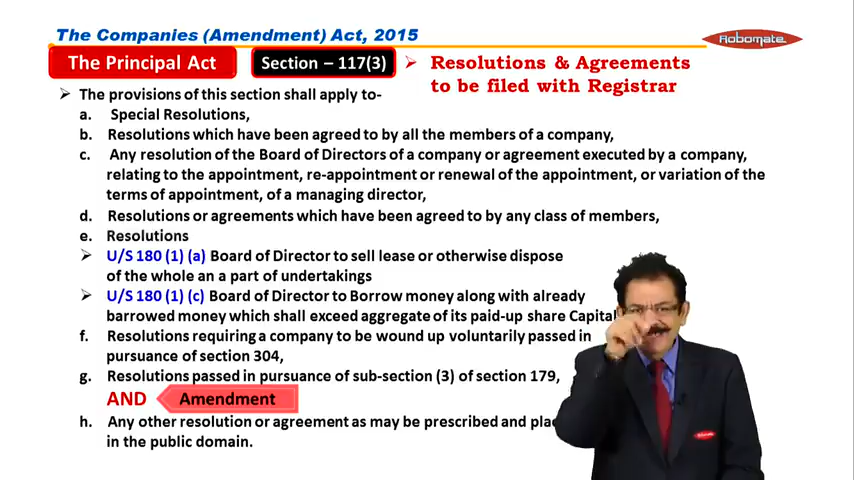 The Companies (Amendment) Act, 2015
Robomate
The Principal Act
Section – 117(3)
➢ Resolutions & Agreements
to be filed with Registrar
➢ The provisions of this section shall apply to-
a. Special Resolutions,
b. Resolutions which have been agreed to by all the members of a company,
c. Any resolution of the Board of Directors of a company or agreement executed by a company,
relating to the appointment, re-appointment or renewal of the appointment, or variation of the
terms of appointment, of a managing director,
d. Resolutions or agreements which have been agreed to by any class of members,
e. Resolutions
➢ U/S 180 (1) (a) Board of Director to sell lease or otherwise dispose
of the whole an a part of undertakings
➢ U/S 180 (1) (c) Board of Director to Borrow money along with already
barrowed money which shall exceed aggregate of its paid-up share Capital
f. Resolutions requiring a company to be wound up voluntarily passed in
pursuance of section 304,
g. Resolutions passed in pursuance of sub-section (3) of section 179,
AND Amendment
h. Any other resolution or agreement as may be prescribed and
in the public domain.